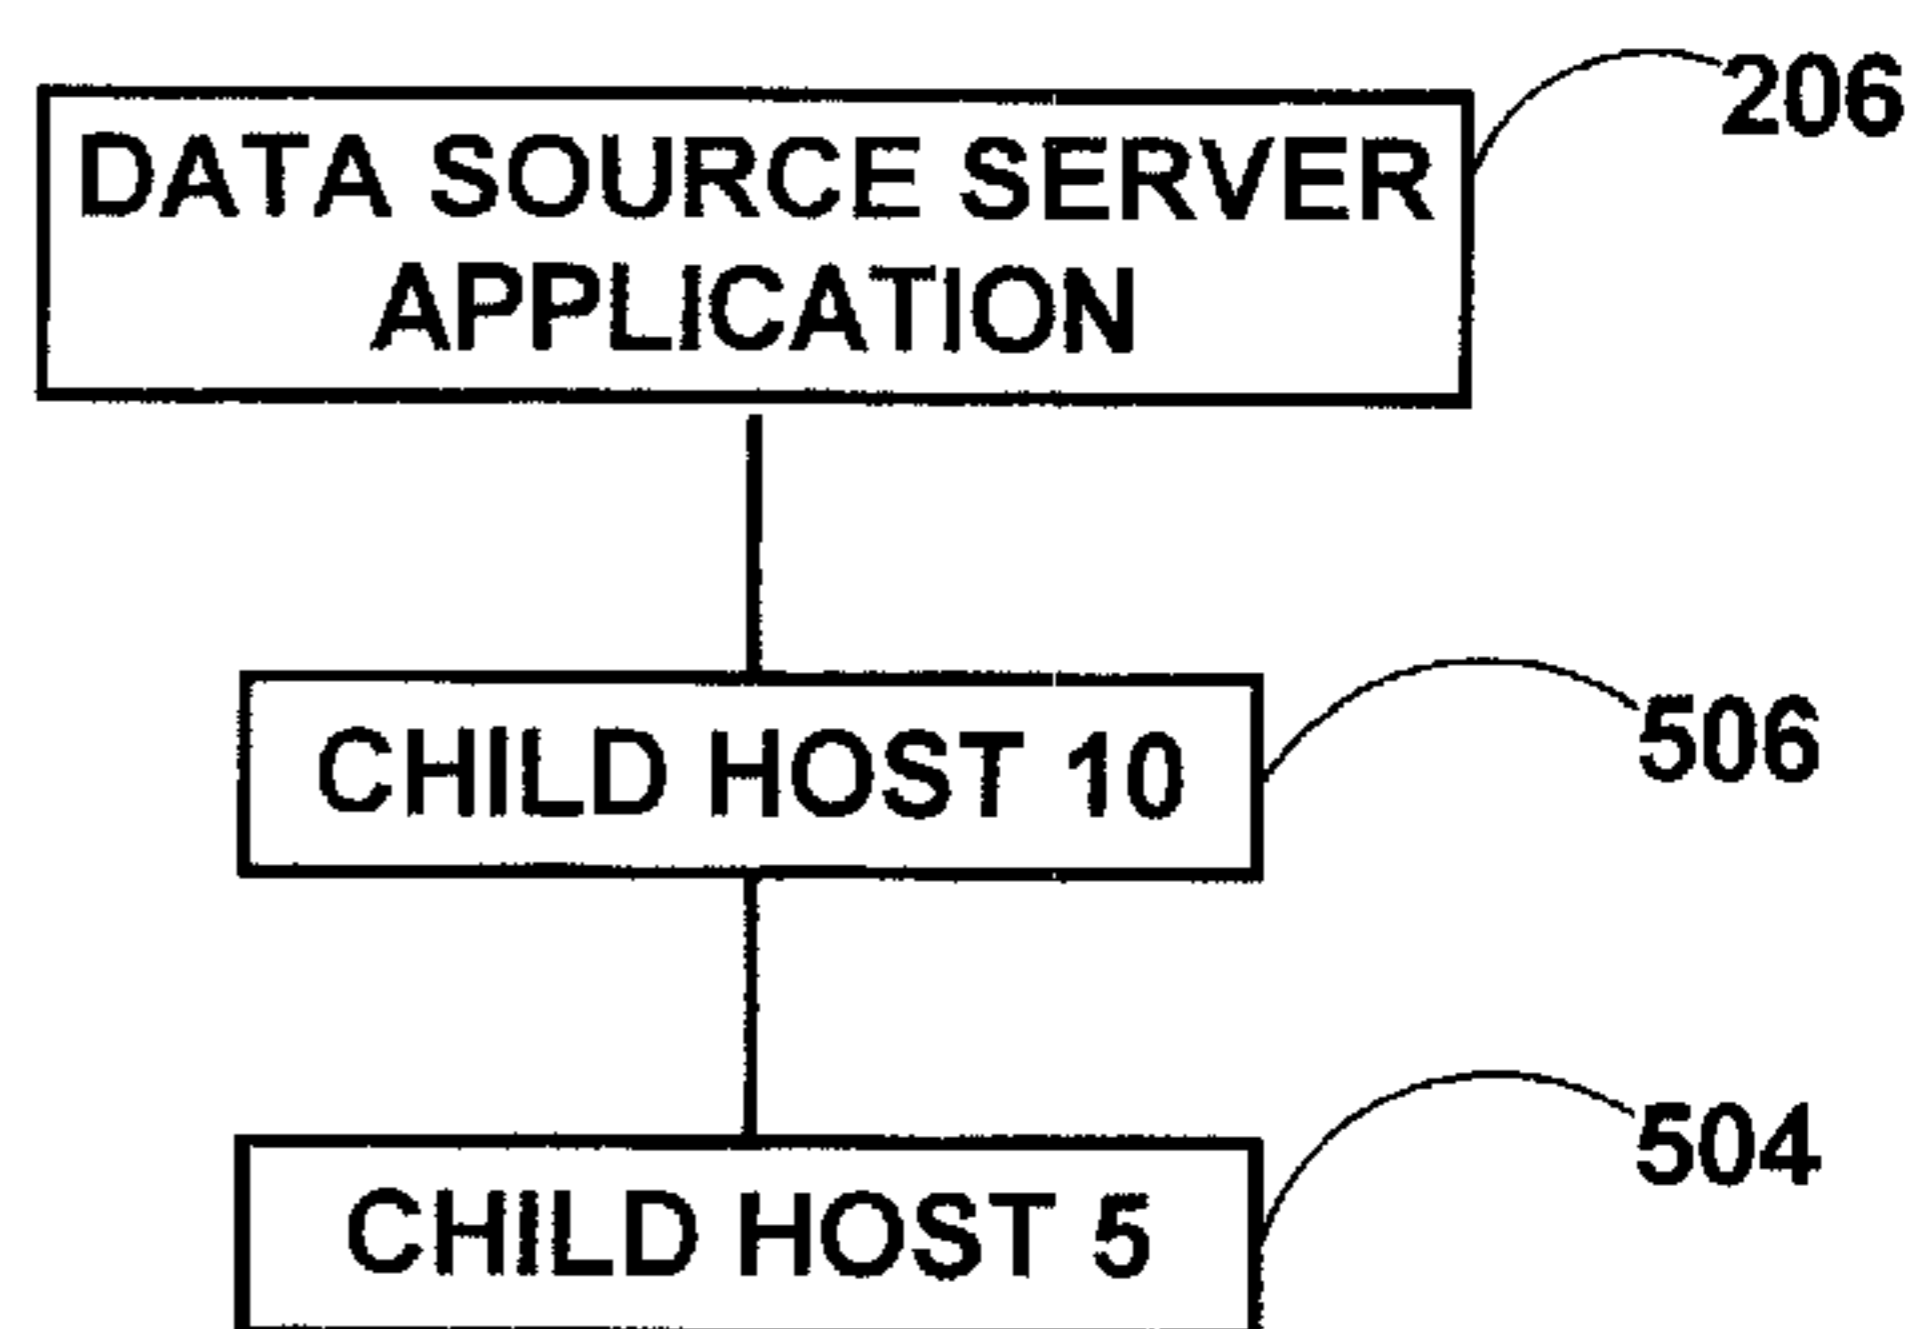 206
DATA SOURCE SERVER
APPLICATION
506
CHILD HOST 10
504
CHILD HOST 5